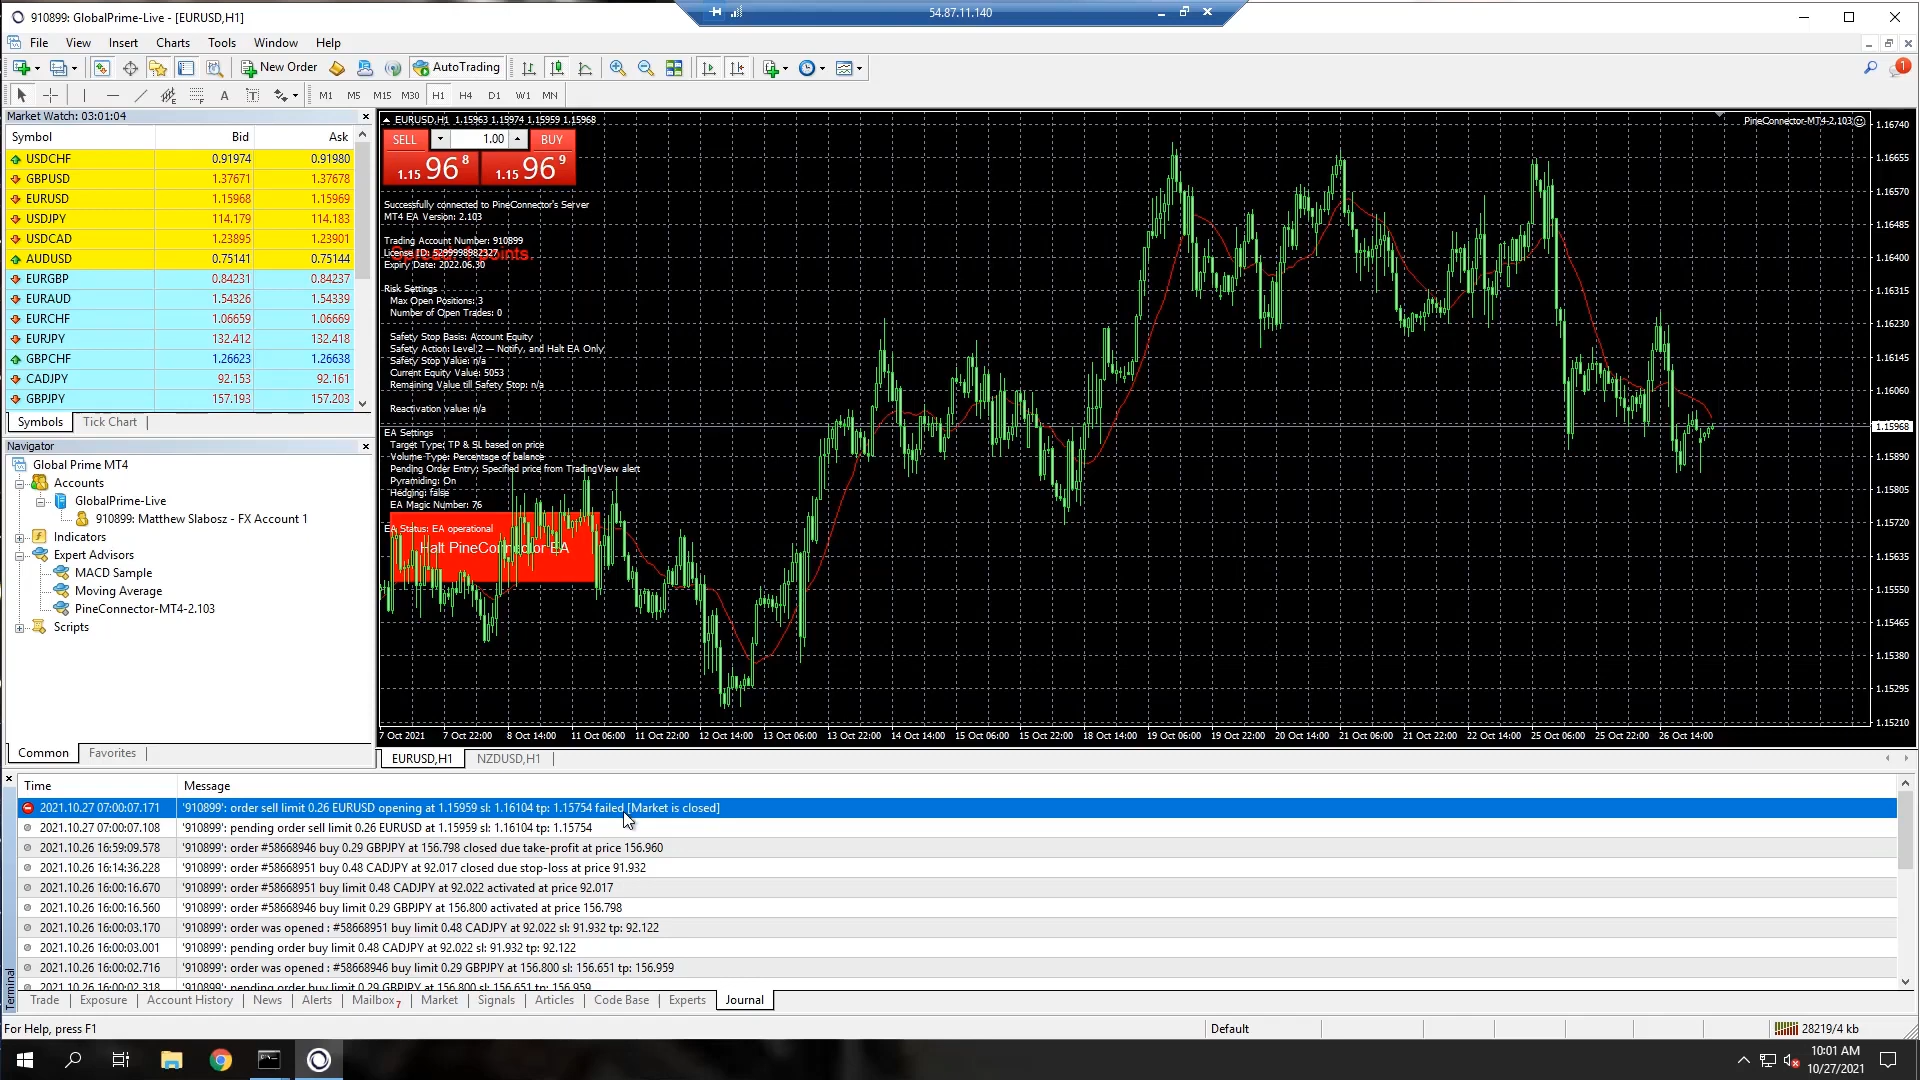 910899: GlobalPrime-Live - [EURUSD,H1]
54.87.11.140
File View Insert Charts Tools Window Help
New Order
AutoTrading
1
A T M1 M5 M15 M30 H1 H4 D1 W1 MN
Market Watch: 03:01:04
Symbol Bid Ask
USDCHF 0.91974 0.91980
GBPUSD 1.37671 1.37678
EURUSD 1.15968 1.15969
USDJPY 114.179 114.183
USDCAD 1.23895 1.23901
AUDUSD 0.75141 0.75144
EURGBP 0.84231 0.84237
EURAUD 1.54326 1.54339
EURCHF 1.06659 1.06669
EURJPY 132.412 132.418
GBPCHF 1.26623 1.26638
CADJPY 92.153 92.161
GBPJPY 157.193 157.203
Symbols Tick Chart
Navigator
Global Prime MT4
Accounts
GlobalPrime-Live
910899: Matthew Slabosz - FX Account 1
Indicators
Expert Advisors
MACD Sample
Moving Average
PineConnector-MT4-2.103
Scripts
Common Favorites
EURUSD,H1 1.15963 1.15974 1.15959 1.15968
PineConnector-MT4-2.103
SELL 1.00 BUY
1.15 96 8
1.15 96 9
Successfully connected to PineConnector's Server
MT4 EA Version: 2.103
Trading Account Number: 910899
License ID: 5299998982327
points.
Expiry Date: 2022.06.30
Risk Settings
Max Open Positions: 3
Number of Open Trades: 0
Safety Stop Basis: Account Equity
Safety Action: Level 2 — Notify, and Halt EA Only
Safety Stop Value: n/a
Current Equity Value: 5053
Remaining Value till Safety Stop: n/a
Reactivation value: n/a
EA Settings
Target Type: TP & SL based on price
Volume Type: Percentage of balance
Pending Order Entry: Specified price from TradingView alert
Pyramiding: On
Hedging: false
EA Magic Number: 76
EA Status: EA operational
Halt PineConnector EA
1.16740
1.16655
1.16570
1.16485
1.16400
1.16315
1.16230
1.16145
1.16060
1.15968
1.15890
1.15805
1.15720
1.15635
1.15550
1.15465
1.15380
1.15295
1.15210
7 Oct 2021 7 Oct 22:00 8 Oct 14:00 11 Oct 06:00 11 Oct 22:00 12 Oct 14:00 13 Oct 06:00 13 Oct 22:00 14 Oct 14:00 15 Oct 06:00 15 Oct 22:00 18 Oct 14:00 19 Oct 06:00 19 Oct 22:00 20 Oct 14:00 21 Oct 06:00 21 Oct 22:00 22 Oct 14:00 25 Oct 06:00 25 Oct 22:00 26 Oct 14:00
EURUSD,H1 NZDUSD,H1
Time Message
2021.10.27 07:00:07.171 '910899': order sell limit 0.26 EURUSD opening at 1.15959 sl: 1.16104 tp: 1.15754 failed [Market is closed]
2021.10.27 07:00:07.108 '910899': pending order sell limit 0.26 EURUSD at 1.15959 sl: 1.16104 tp: 1.15754
2021.10.26 16:59:09.578 '910899': order #58668946 buy 0.29 GBPJPY at 156.798 closed due take-profit at price 156.960
2021.10.26 16:14:36.228 '910899': order #58668951 buy 0.48 CADJPY at 92.017 closed due stop-loss at price 91.932
2021.10.26 16:00:16.670 '910899': order #58668951 buy limit 0.48 CADJPY at 92.022 activated at price 92.017
2021.10.26 16:00:16.560 '910899': order #58668946 buy limit 0.29 GBPJPY at 156.800 activated at price 156.798
2021.10.26 16:00:03.170 '910899': order was opened : #58668951 buy limit 0.48 CADJPY at 92.022 sl: 91.932 tp: 92.122
2021.10.26 16:00:03.001 '910899': pending order buy limit 0.48 CADJPY at 92.022 sl: 91.932 tp: 92.122
2021.10.26 16:00:02.716 '910899': order was opened : #58668946 buy limit 0.29 GBPJPY at 156.800 sl: 156.651 tp: 156.959
2021.10.26 16:00:02.318 '910899': pending order buy limit 0.29 GBPJPY at 156.800 sl: 156.651 tp: 156.959
Terminal
Trade Exposure Account History News Alerts Mailbox 7 Market Signals Articles Code Base Experts Journal
For Help, press F1
Default
28219/4 kb
10:01 AM
10/27/2021